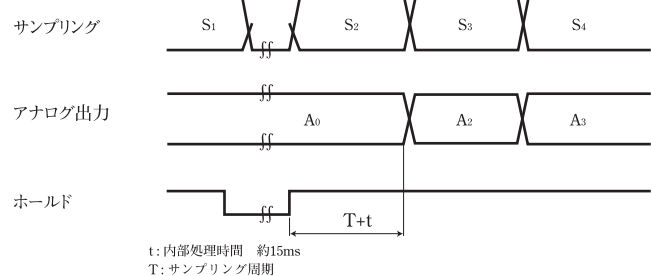 サンプリング S1 S2 S3 S4
アナログ出力 A0 A2 A3
ホールド
T+t
t : 内部処理時間　約15ms
T : サンプリング周期